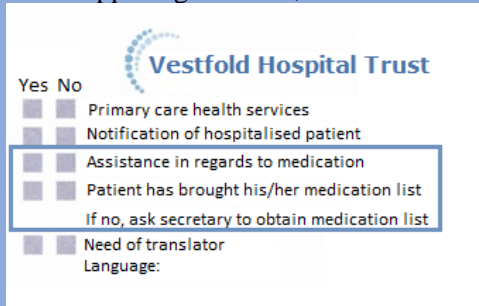 Vestfold Hospital Trust
Yes No
Primary care health services
Notification of hospitalised patient
Assistance in regards to medication
Patient has brought his/her medication list
If no, ask secretary to obtain medication list
Need of translator
Language: